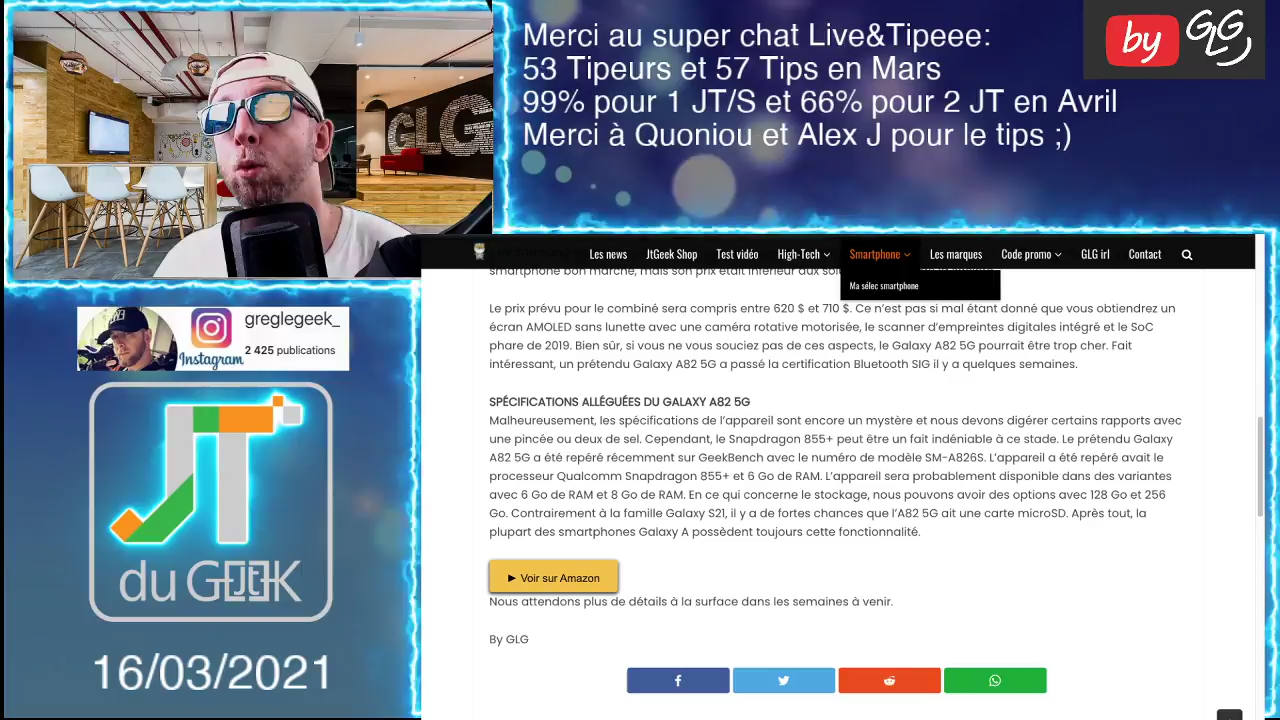 Merci au super chat Live&Tipeee:
53 Tipeurs et 57 Tips en Mars
99% pour 1 JT/S et 66% pour 2 JT en Avril
Merci à Quoniou et Alex J pour le tips ;)
by GLG
GLG
greglegeek_
2 425 publications
Instagram
JT
du GEEK
JT
16/03/2021
Les news JtGeek Shop Test vidéo High-Tech Smartphone Les marques Code promo GLG irl Contact
Ma sélec smartphone
smartphone bon marché, mais son prix était inférieur aux
Le prix prévu pour le combiné sera compris entre 620 $ et 710 $. Ce n'est pas si mal étant donné que vous obtiendrez un
écran AMOLED sans lunette avec une caméra rotative motorisée, le scanner d'empreintes digitales intégré et le SoC
phare de 2019. Bien sûr, si vous ne vous souciez pas de ces aspects, le Galaxy A82 5G pourrait être trop cher. Fait
intéressant, un prétendu Galaxy A82 5G a passé la certification Bluetooth SIG il y a quelques semaines.
SPÉCIFICATIONS ALLÉGUÉES DU GALAXY A82 5G
Malheureusement, les spécifications de l'appareil sont encore un mystère et nous devons digérer certains rapports avec
une pincée ou deux de sel. Cependant, le Snapdragon 855+ peut être un fait indéniable à ce stade. Le prétendu Galaxy
A82 5G a été repéré récemment sur GeekBench avec le numéro de modèle SM-A826S. L'appareil a été repéré avait le
processeur Qualcomm Snapdragon 855+ et 6 Go de RAM. L'appareil sera probablement disponible dans des variantes
avec 6 Go de RAM et 8 Go de RAM. En ce qui concerne le stockage, nous pouvons avoir des options avec 128 Go et 256
Go. Contrairement à la famille Galaxy S21, il y a de fortes chances que l'A82 5G ait une carte microSD. Après tout, la
plupart des smartphones Galaxy A possèdent toujours cette fonctionnalité.
► Voir sur Amazon
Nous attendons plus de détails à la surface dans les semaines à venir.
By GLG